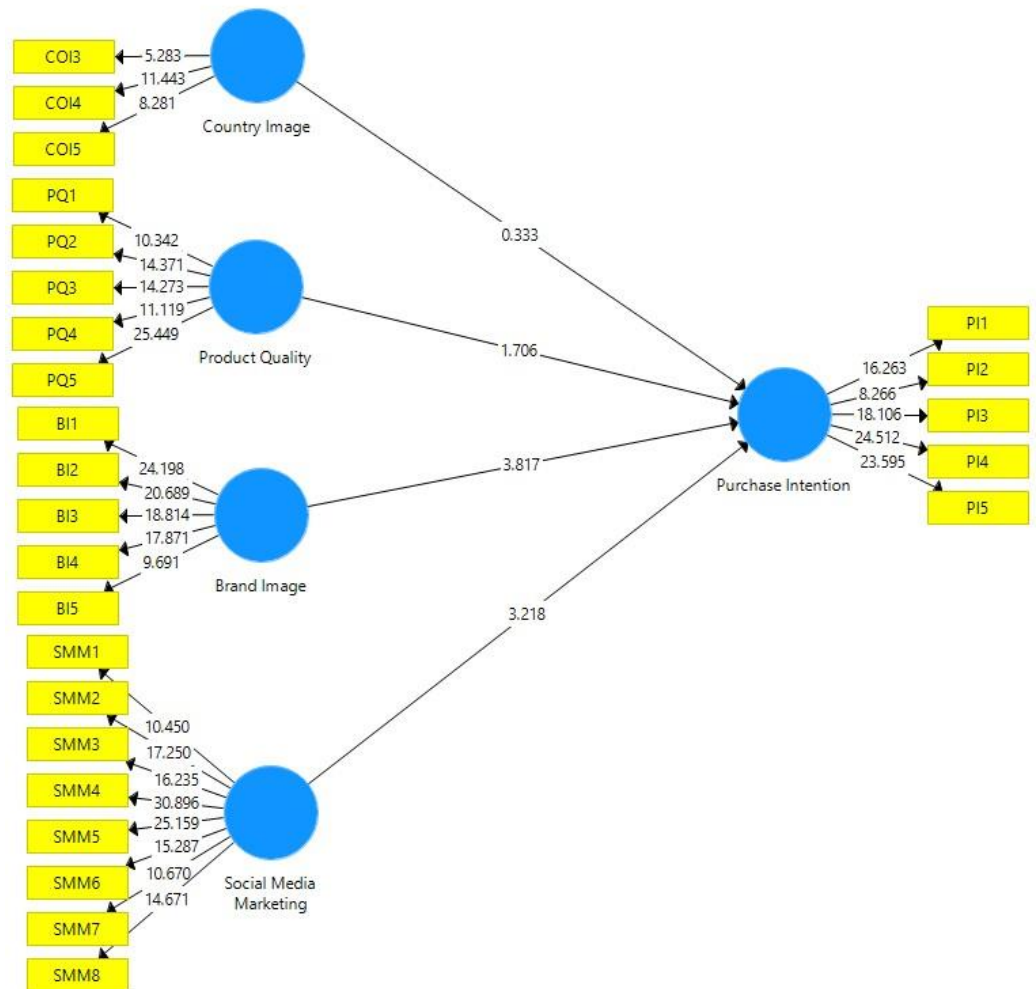 COI3
COI4
COI5
5.283
11.443
8.281
Country Image
PQ1
PQ2
PQ3
PQ4
PQ5
10.342
14.371
14.273
11.119
25.449
Product Quality
BI1
BI2
BI3
BI4
BI5
24.198
20.689
18.814
17.871
9.691
Brand Image
SMM1
SMM2
SMM3
SMM4
SMM5
SMM6
SMM7
SMM8
10.450
17.250
16.235
30.896
25.159
15.287
10.670
14.671
Social Media
Marketing
0.333
1.706
3.817
3.218
Purchase Intention
16.263
8.266
18.106
24.512
23.595
PI1
PI2
PI3
PI4
PI5